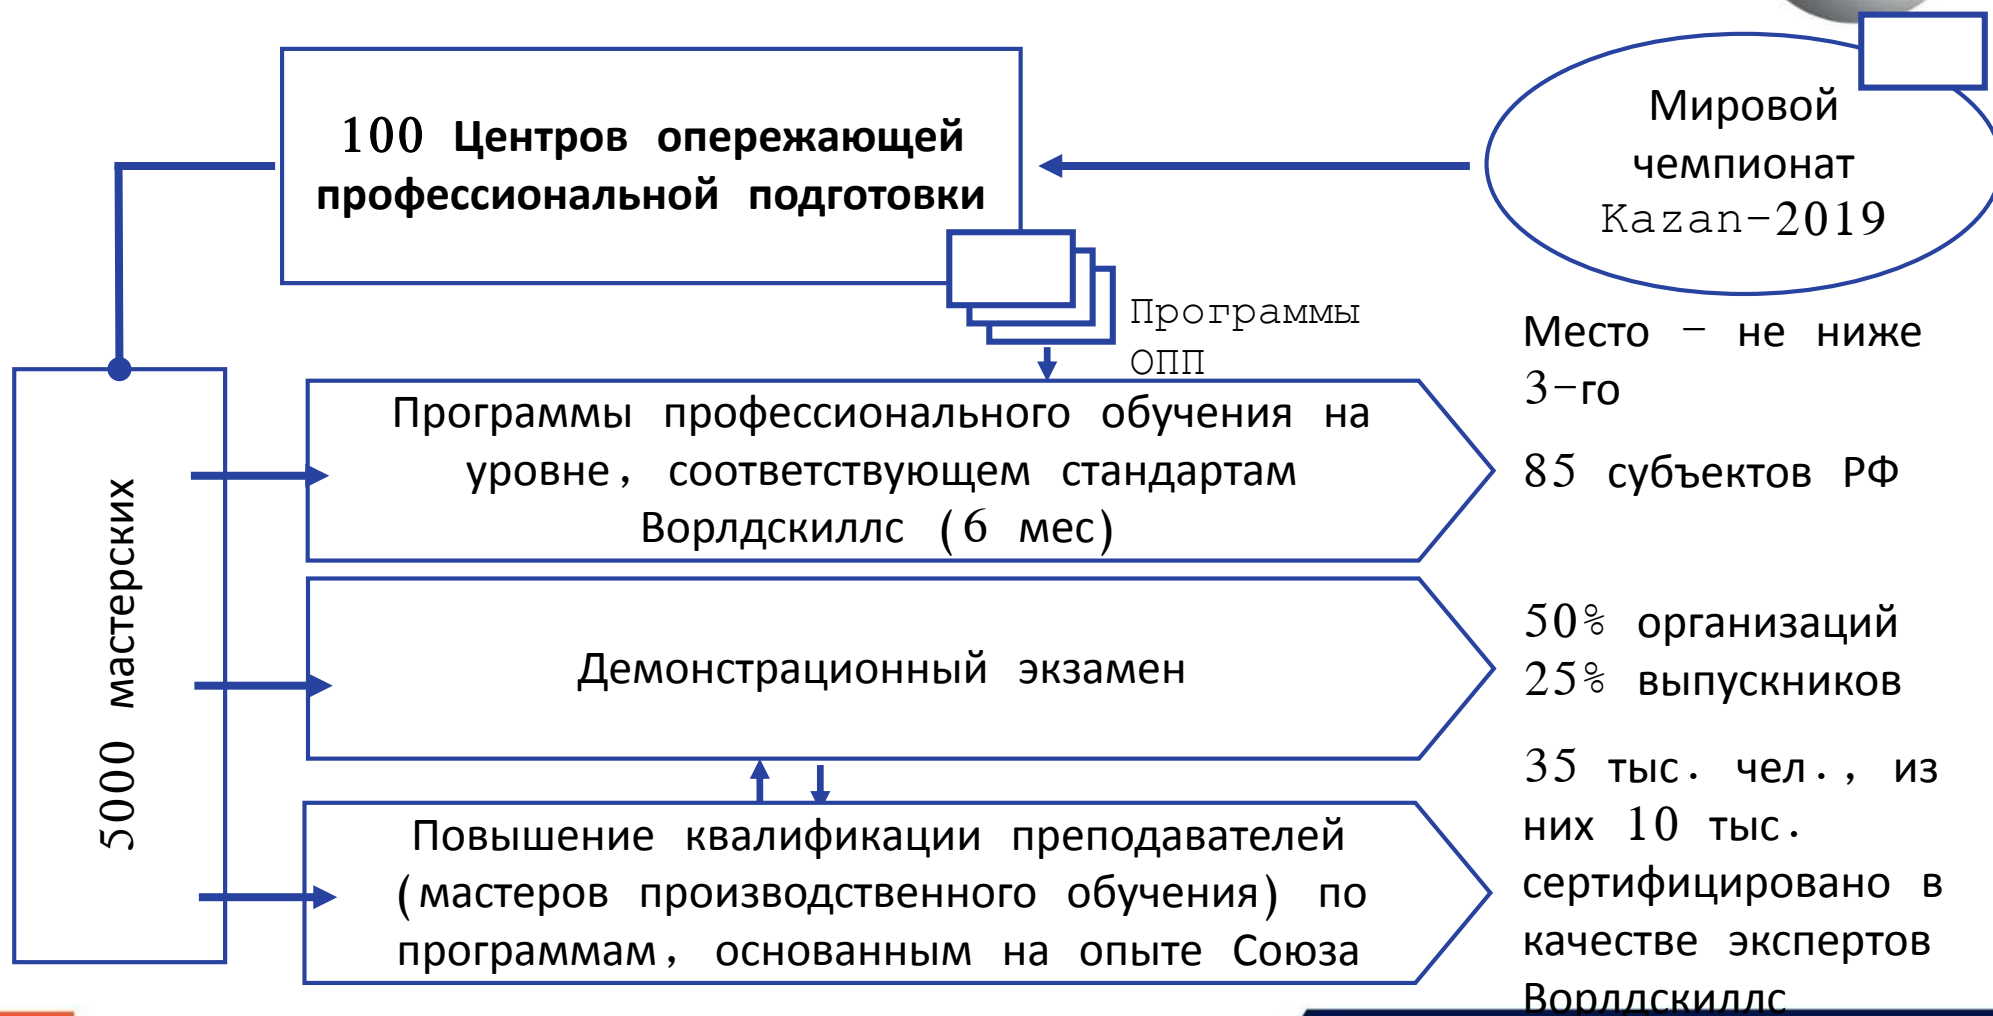 100 Центров опережающей
профессиональной подготовки
Мировой
чемпионат
Kazan-2019
Программы
ОПП
Место - не ниже
3-го
5000 мастерских
Программы профессионального обучения на
уровне, соответствующем стандартам
Ворлдскиллс (6 мес)
85 субъектов РФ
Демонстрационный экзамен
50% организаций
25% выпускников
Повышение квалификации преподавателей
(мастеров производственного обучения) по
программам, основанным на опыте Союза
35 тыс. чел., из
них 10 тыс.
сертифицировано в
качестве экспертов
Ворлдскиллс